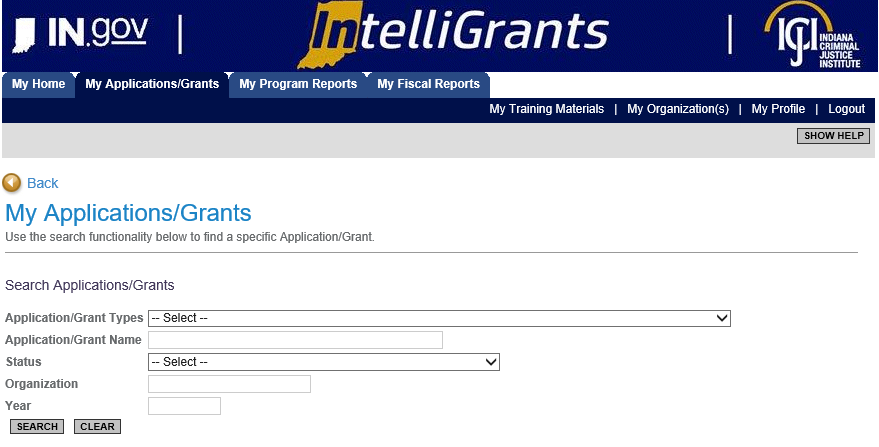 IN.gov | IntelliGrants | ICJI INDIANA CRIMINAL JUSTICE INSTITUTE
My Home My Applications/Grants My Program Reports My Fiscal Reports
My Training Materials | My Organization(s) | My Profile | Logout
SHOW HELP
Back
My Applications/Grants
Use the search functionality below to find a specific Application/Grant.
Search Applications/Grants
Application/Grant Types -- Select --
Application/Grant Name
Status -- Select --
Organization
Year
SEARCH CLEAR